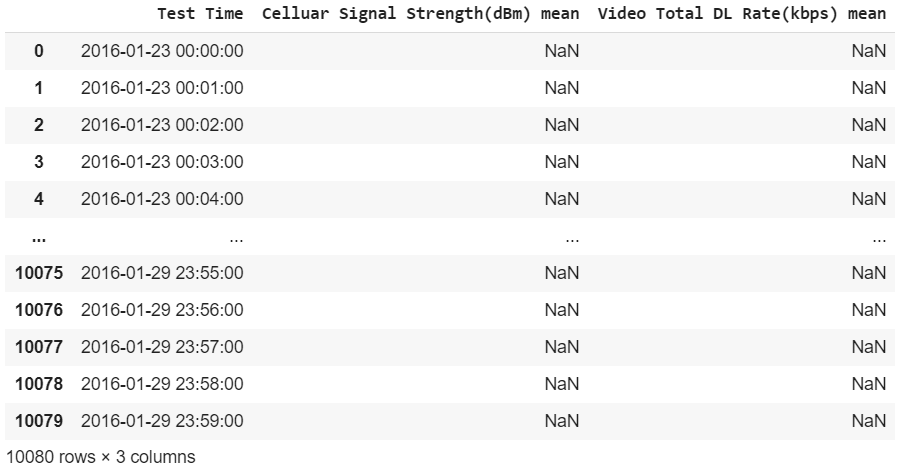 Test Time Celluar Signal Strength(dBm) mean Video Total DL Rate(kbps) mean
0 2016-01-23 00:00:00 NaN NaN
1 2016-01-23 00:01:00 NaN NaN
2 2016-01-23 00:02:00 NaN NaN
3 2016-01-23 00:03:00 NaN NaN
4 2016-01-23 00:04:00 NaN NaN
... ... ... ...
10075 2016-01-29 23:55:00 NaN NaN
10076 2016-01-29 23:56:00 NaN NaN
10077 2016-01-29 23:57:00 NaN NaN
10078 2016-01-29 23:58:00 NaN NaN
10079 2016-01-29 23:59:00 NaN NaN
10080 rows × 3 columns